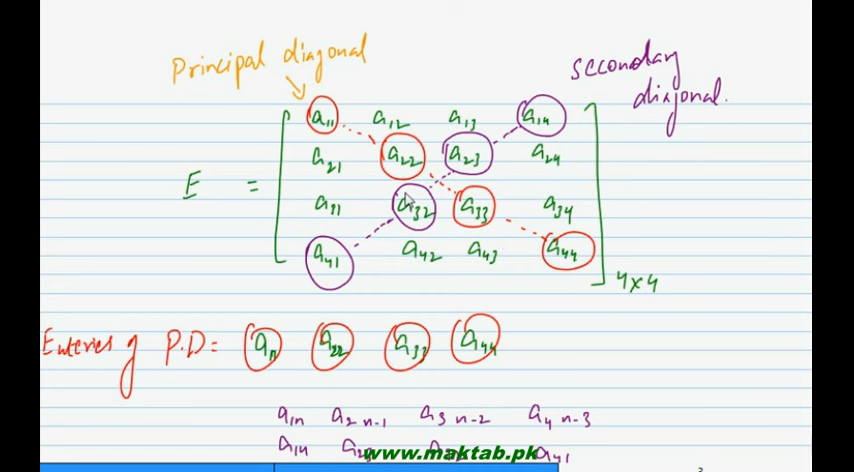 Principal diagonal
Secondary diagonal.
a11 a12 a13 a14
a21 a22 a23 a24
E = a31 a32 a33 a34
a41 a42 a43 a44
4x4
Enteries of P.D = a11 a22 a33 a44
a1n a2 n-1 a3 n-2 a4 n-3
a14 a23 a41
www.maktab.pk